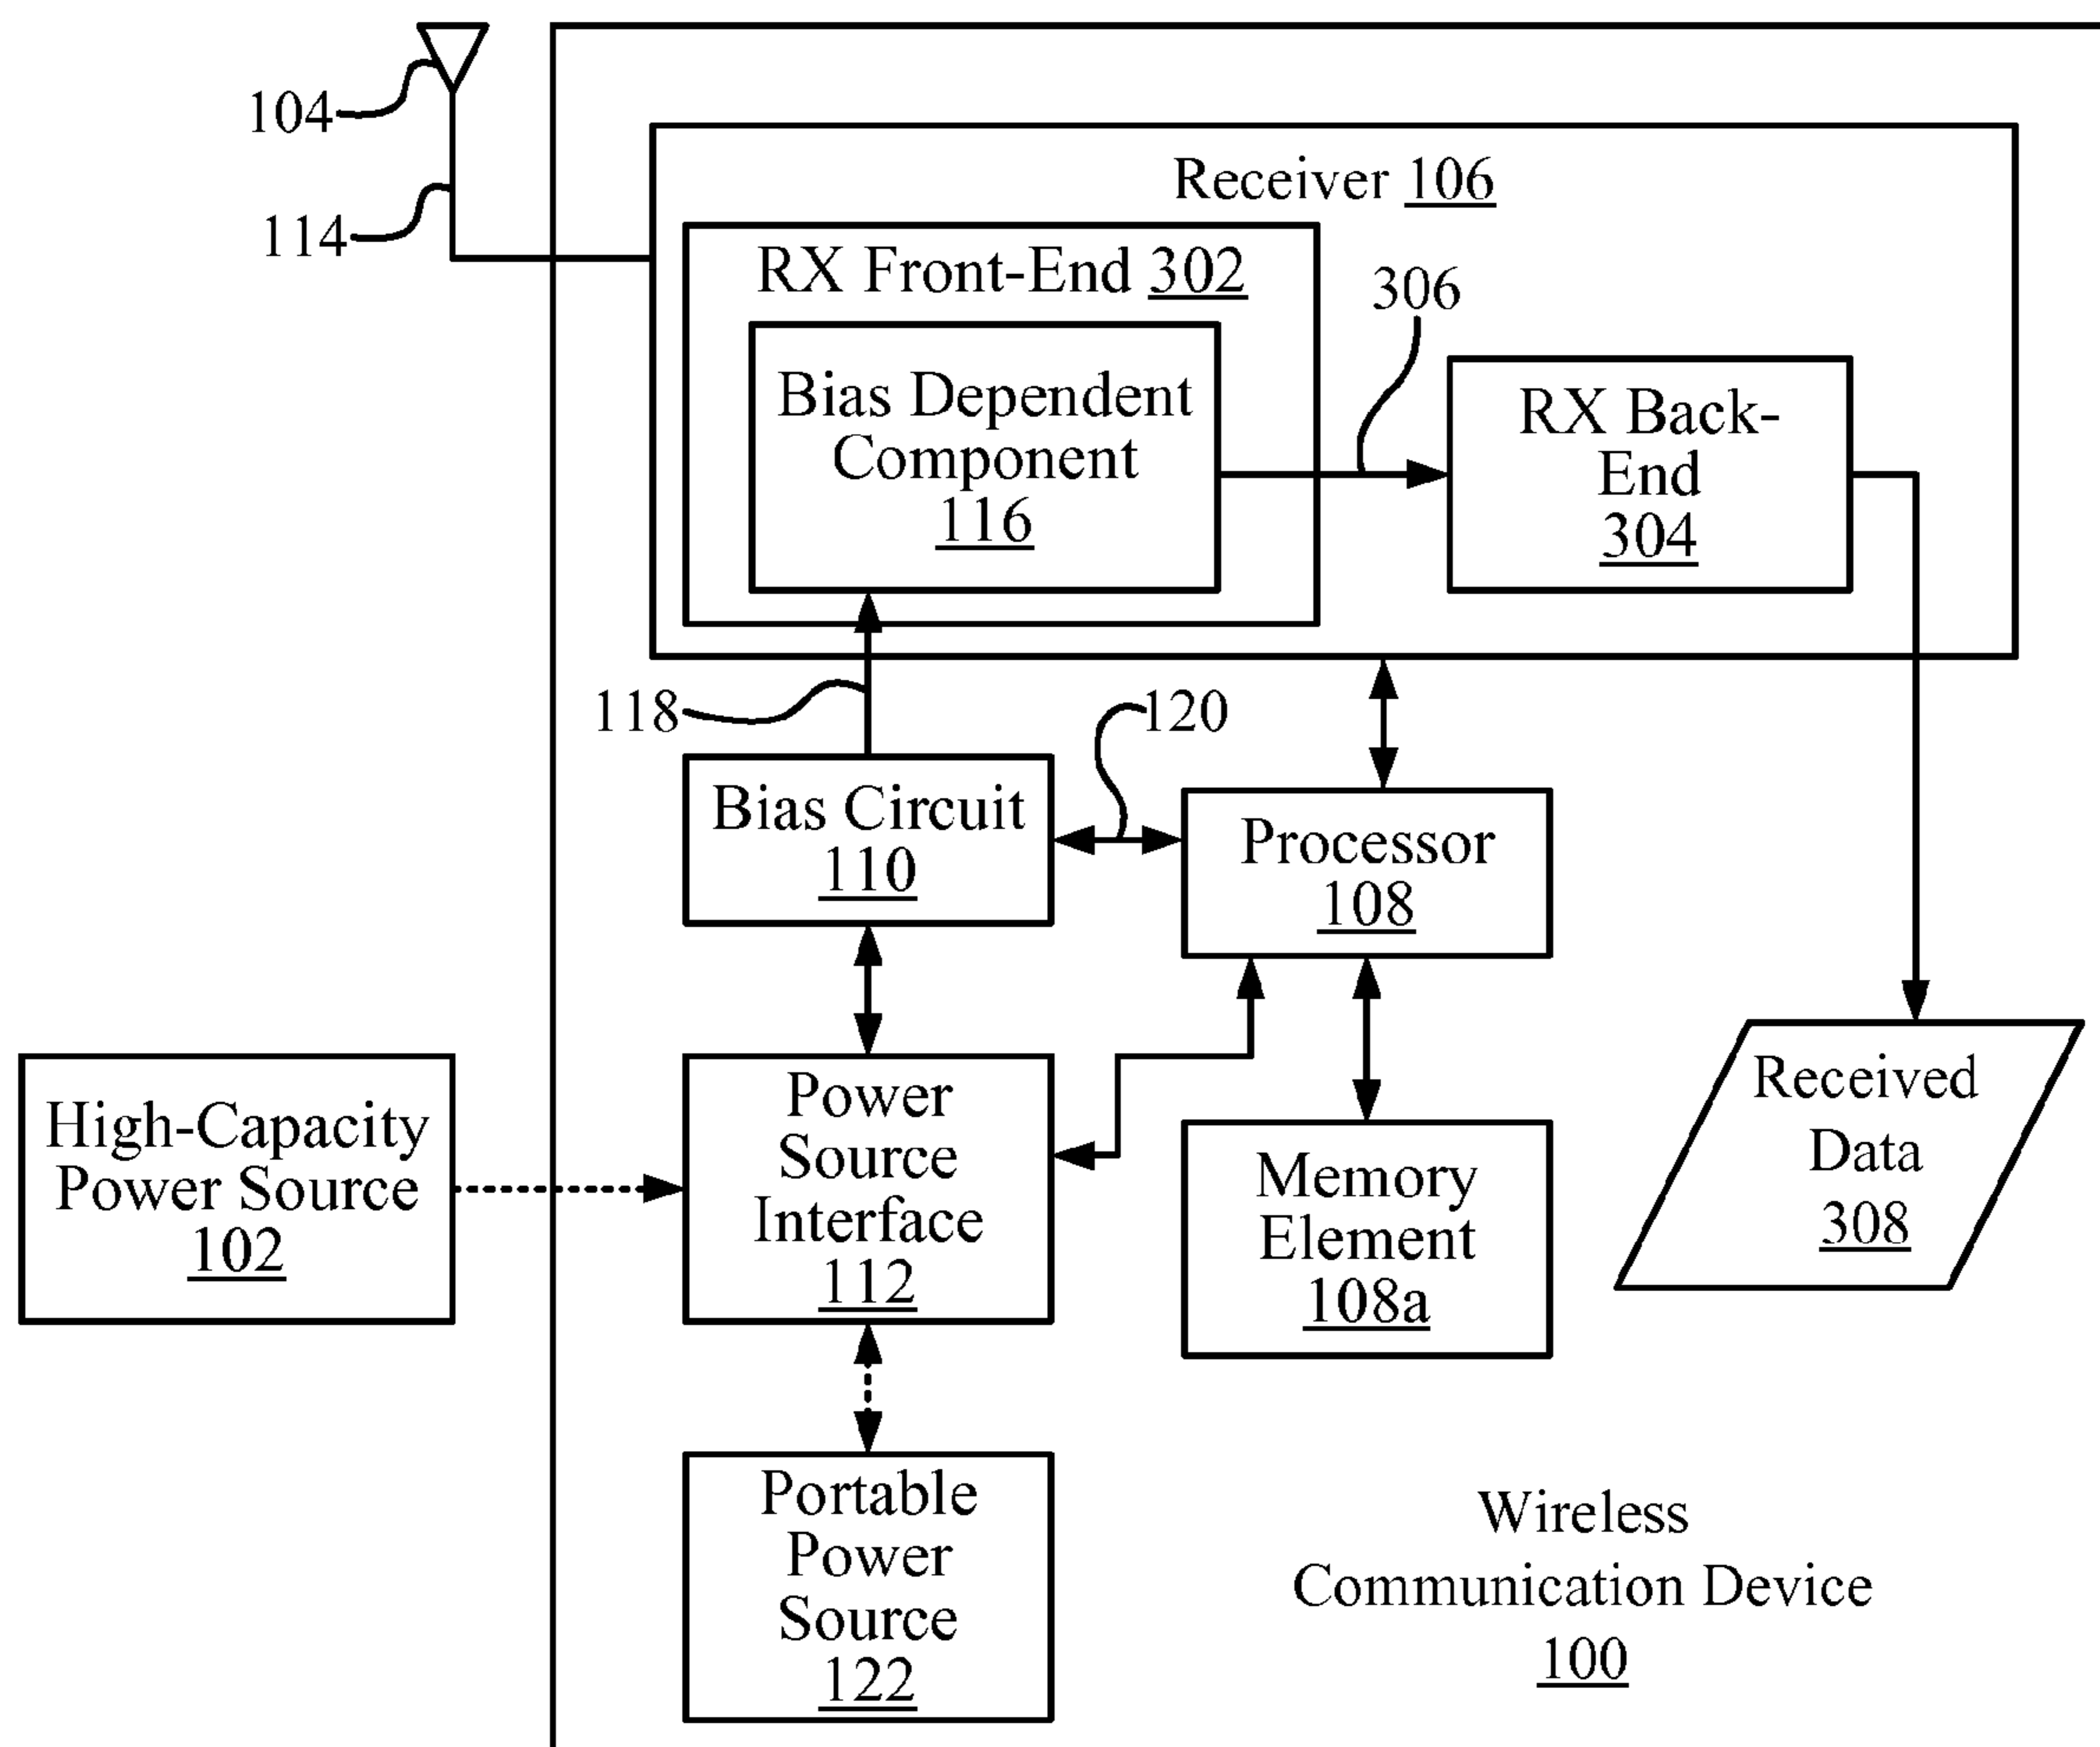 104
114
Receiver 106
RX Front-End 302
306
Bias Dependent
Component
116
RX Back-
End
304
118
120
Bias Circuit
110
Processor
108
High-Capacity
Power Source
102
Power
Source
Interface
112
Memory
Element
108a
Received
Data
308
Portable
Power
Source
122
Wireless
Communication Device
100